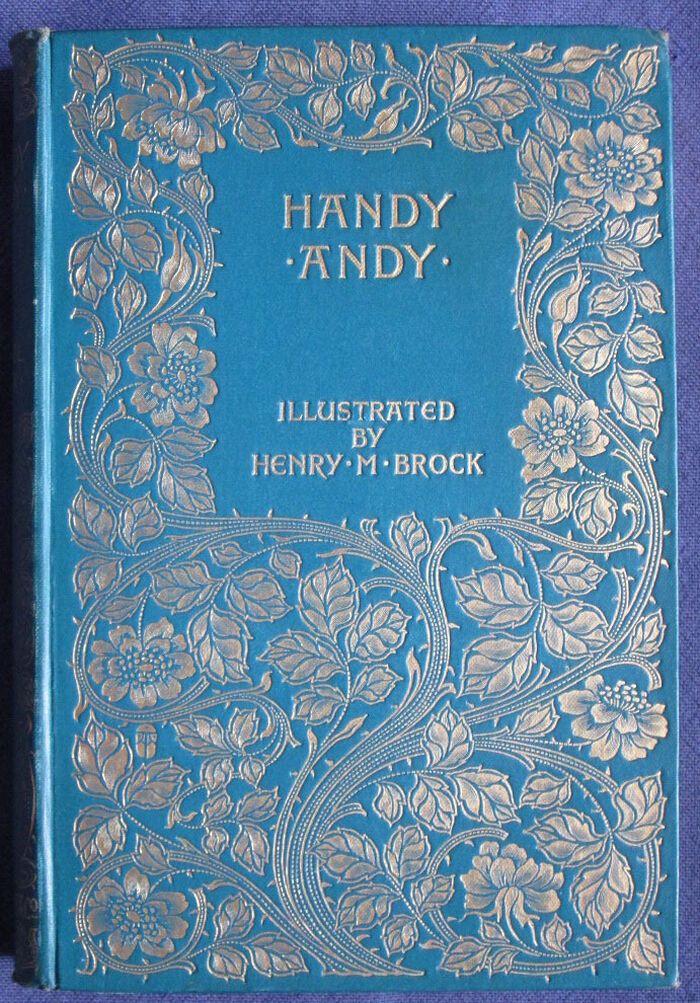 HANDY
·ANDY·
ILLUSTRATED
BY
HENRY·M·BROCK